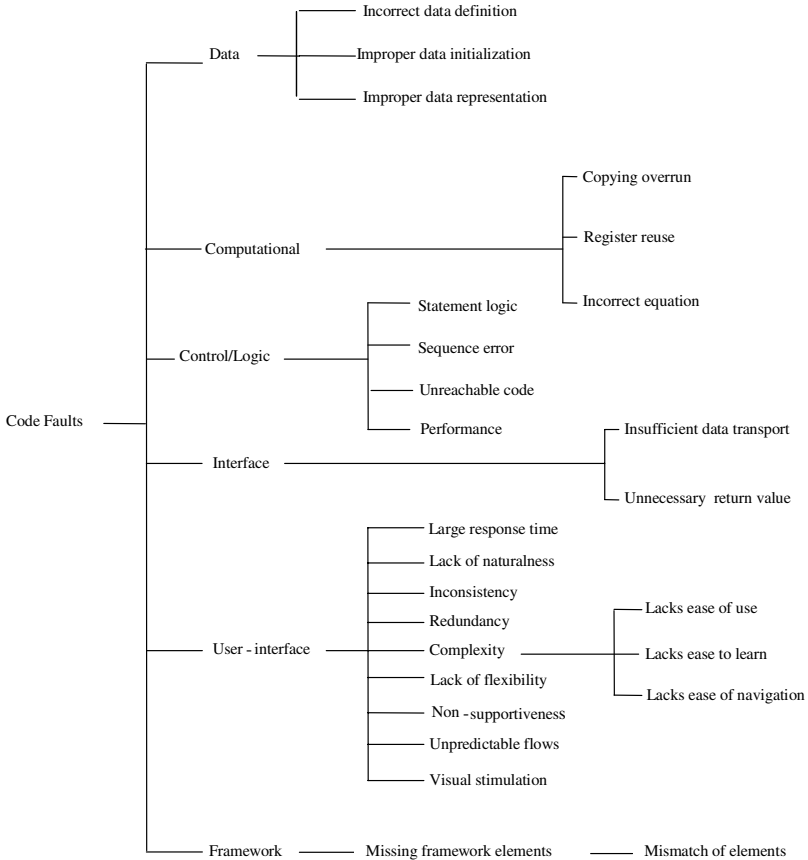 Incorrect data definition
Data
Improper data initialization
Improper data representation
Copying overrun
Register reuse
Computational
Incorrect equation
Statement logic
Sequence error
Control/Logic
Unreachable code
Performance
Code Faults
Insufficient data transport
Interface
Unnecessary return value
Large response time
Lack of naturalness
Inconsistency
Redundancy
User - interface
Complexity
Lacks ease of use
Lacks ease to learn
Lacks ease of navigation
Lack of flexibility
Non -supportiveness
Unpredictable flows
Visual stimulation
Framework
Missing framework elements
Mismatch of elements